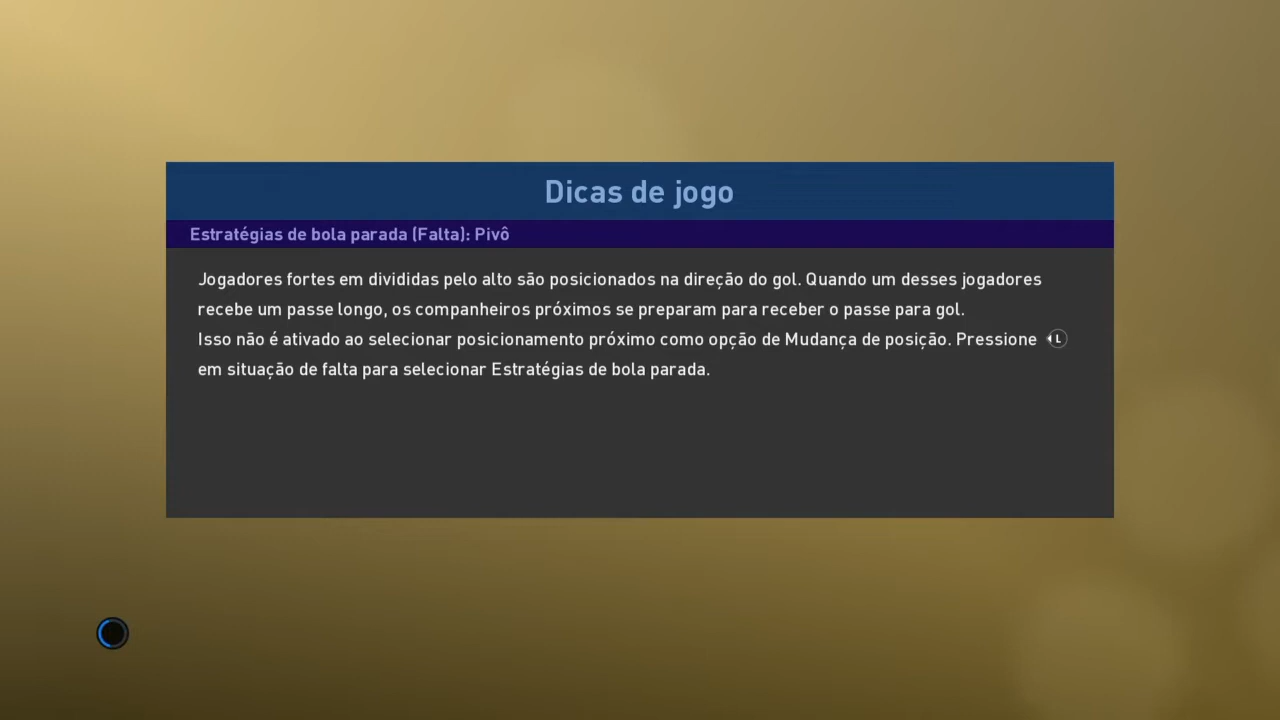 Dicas de jogo
Estratégias de bola parada (Falta): Pivô
Jogadores fortes em divididas pelo alto são posicionados na direção do gol. Quando um desses jogadores
recebe um passe longo, os companheiros próximos se preparam para receber o passe para gol.
Isso não é ativado ao selecionar posicionamento próximo como opção de Mudança de posição. Pressione L
em situação de falta para selecionar Estratégias de bola parada.